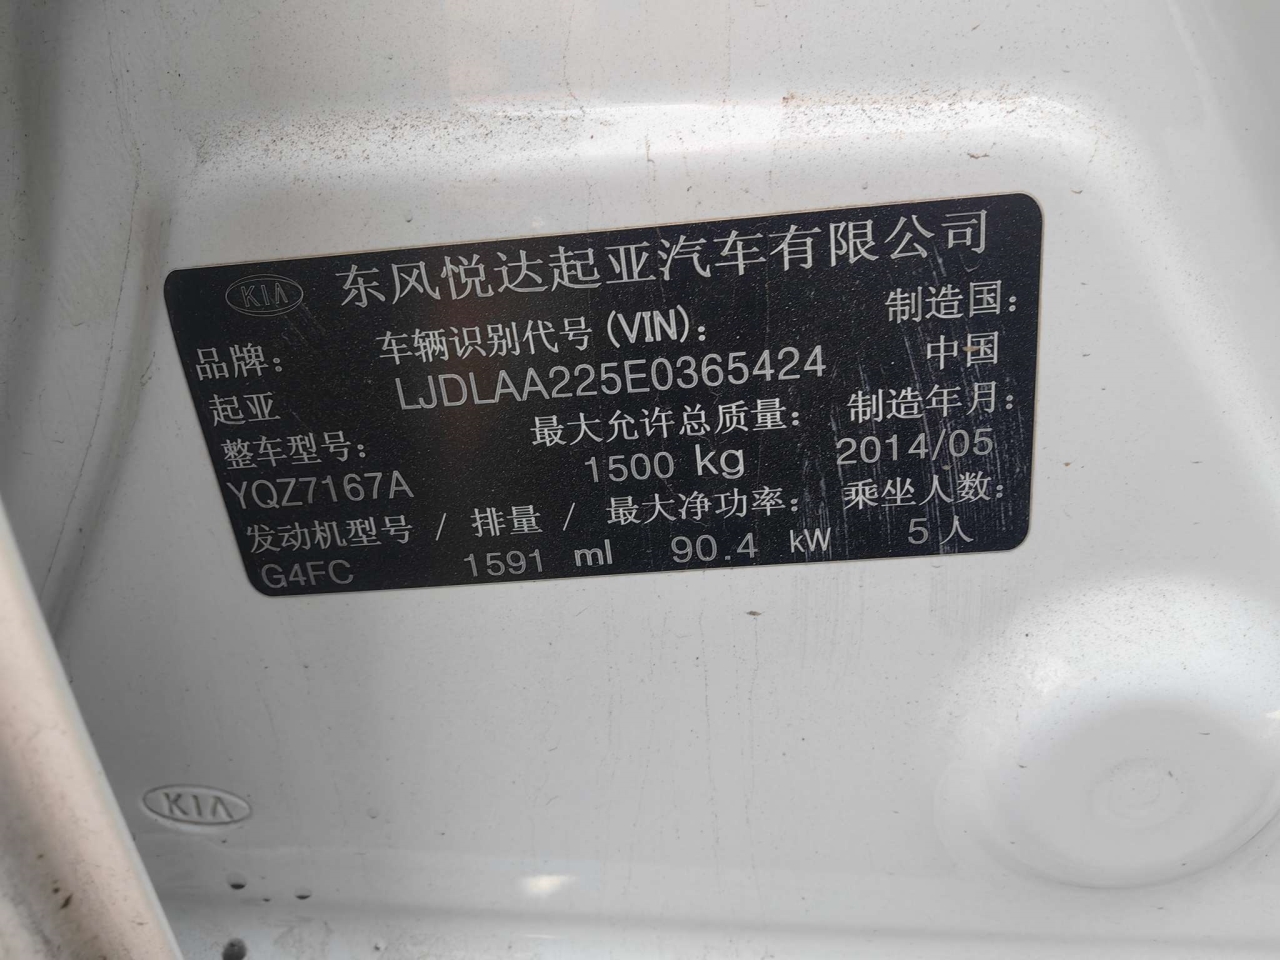 KIA 东风悦达起亚汽车有限公司
品牌： 车辆识别代号(VIN)： 制造国：
起亚 LJDLAA225E0365424 中国
整车型号： 最大允许总质量： 制造年月：
YQZ7167A 1500 kg 2014/05
发动机型号 / 排量 / 最大净功率： 乘坐人数：
G4FC 1591 ml 90.4 kW 5人
KIA